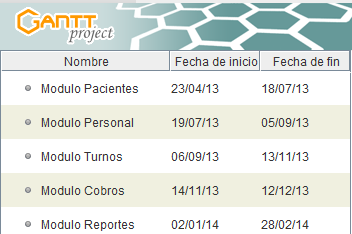 GANTT
project
Nombre Fecha de inicio Fecha de fin
Modulo Pacientes 23/04/13 18/07/13
Modulo Personal 19/07/13 05/09/13
Modulo Turnos 06/09/13 13/11/13
Modulo Cobros 14/11/13 12/12/13
Modulo Reportes 02/01/14 28/02/14